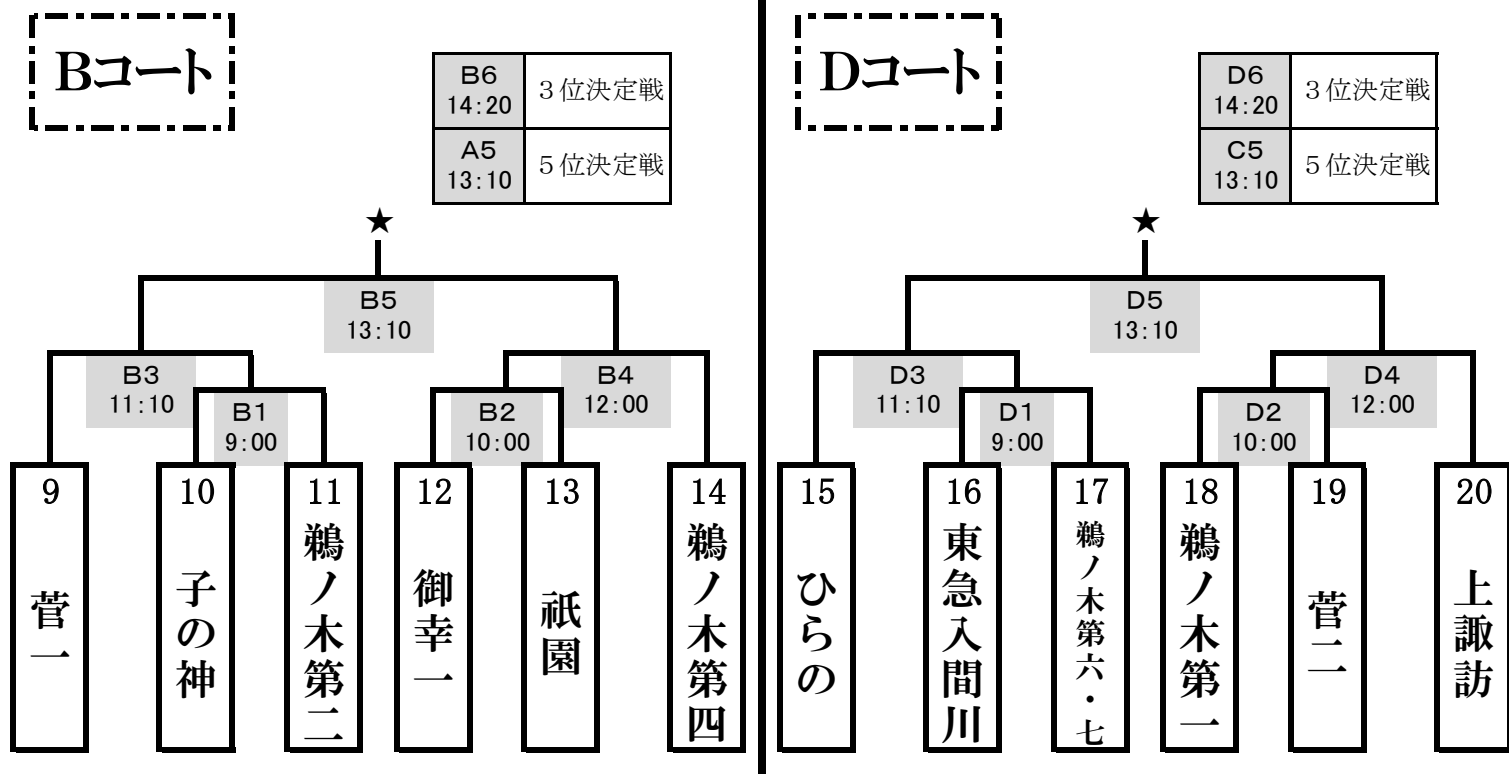 Bコート
B6
14:20
3位決定戦
A5
13:10
5位決定戦
★
B5
13:10
B3
11:10
B4
12:00
B1
9:00
B2
10:00
9
菅一
10
子の神
11
鵜ノ木第二
12
御幸一
13
祇園
14
鵜ノ木第四
Dコート
D6
14:20
3位決定戦
C5
13:10
5位決定戦
★
D5
13:10
D3
11:10
D4
12:00
D1
9:00
D2
10:00
15
ひらの
16
東急入間川
17
鵜ノ木第六・七
18
鵜ノ木第一
19
菅二
20
上諏訪